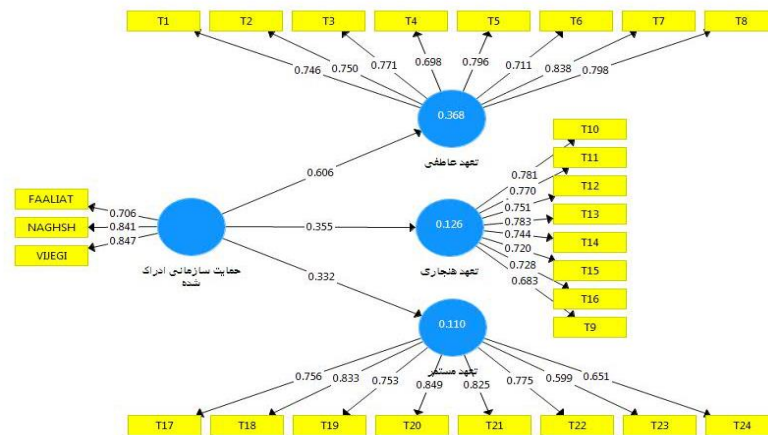 T1 T2 T3 T4 T5 T6 T7 T8
0.746 0.750 0.771 0.698 0.796 0.711 0.838 0.798
0.368
تعهد عاطفی
0.606
T10
T11
T12
T13
T14
T15
T16
T9
0.781
0.770
0.751
0.783
0.744
0.720
0.728
0.683
FAALIAT
NAGHSH
VIJEGI
0.706
0.841
0.847
0.355
0.126
تعهد هنجاری
حمایت سازمانی ادراک
شده
0.332
0.110
تعهد مستمر
0.756 0.833 0.753 0.849 0.825 0.775 0.599 0.651
T17 T18 T19 T20 T21 T22 T23 T24